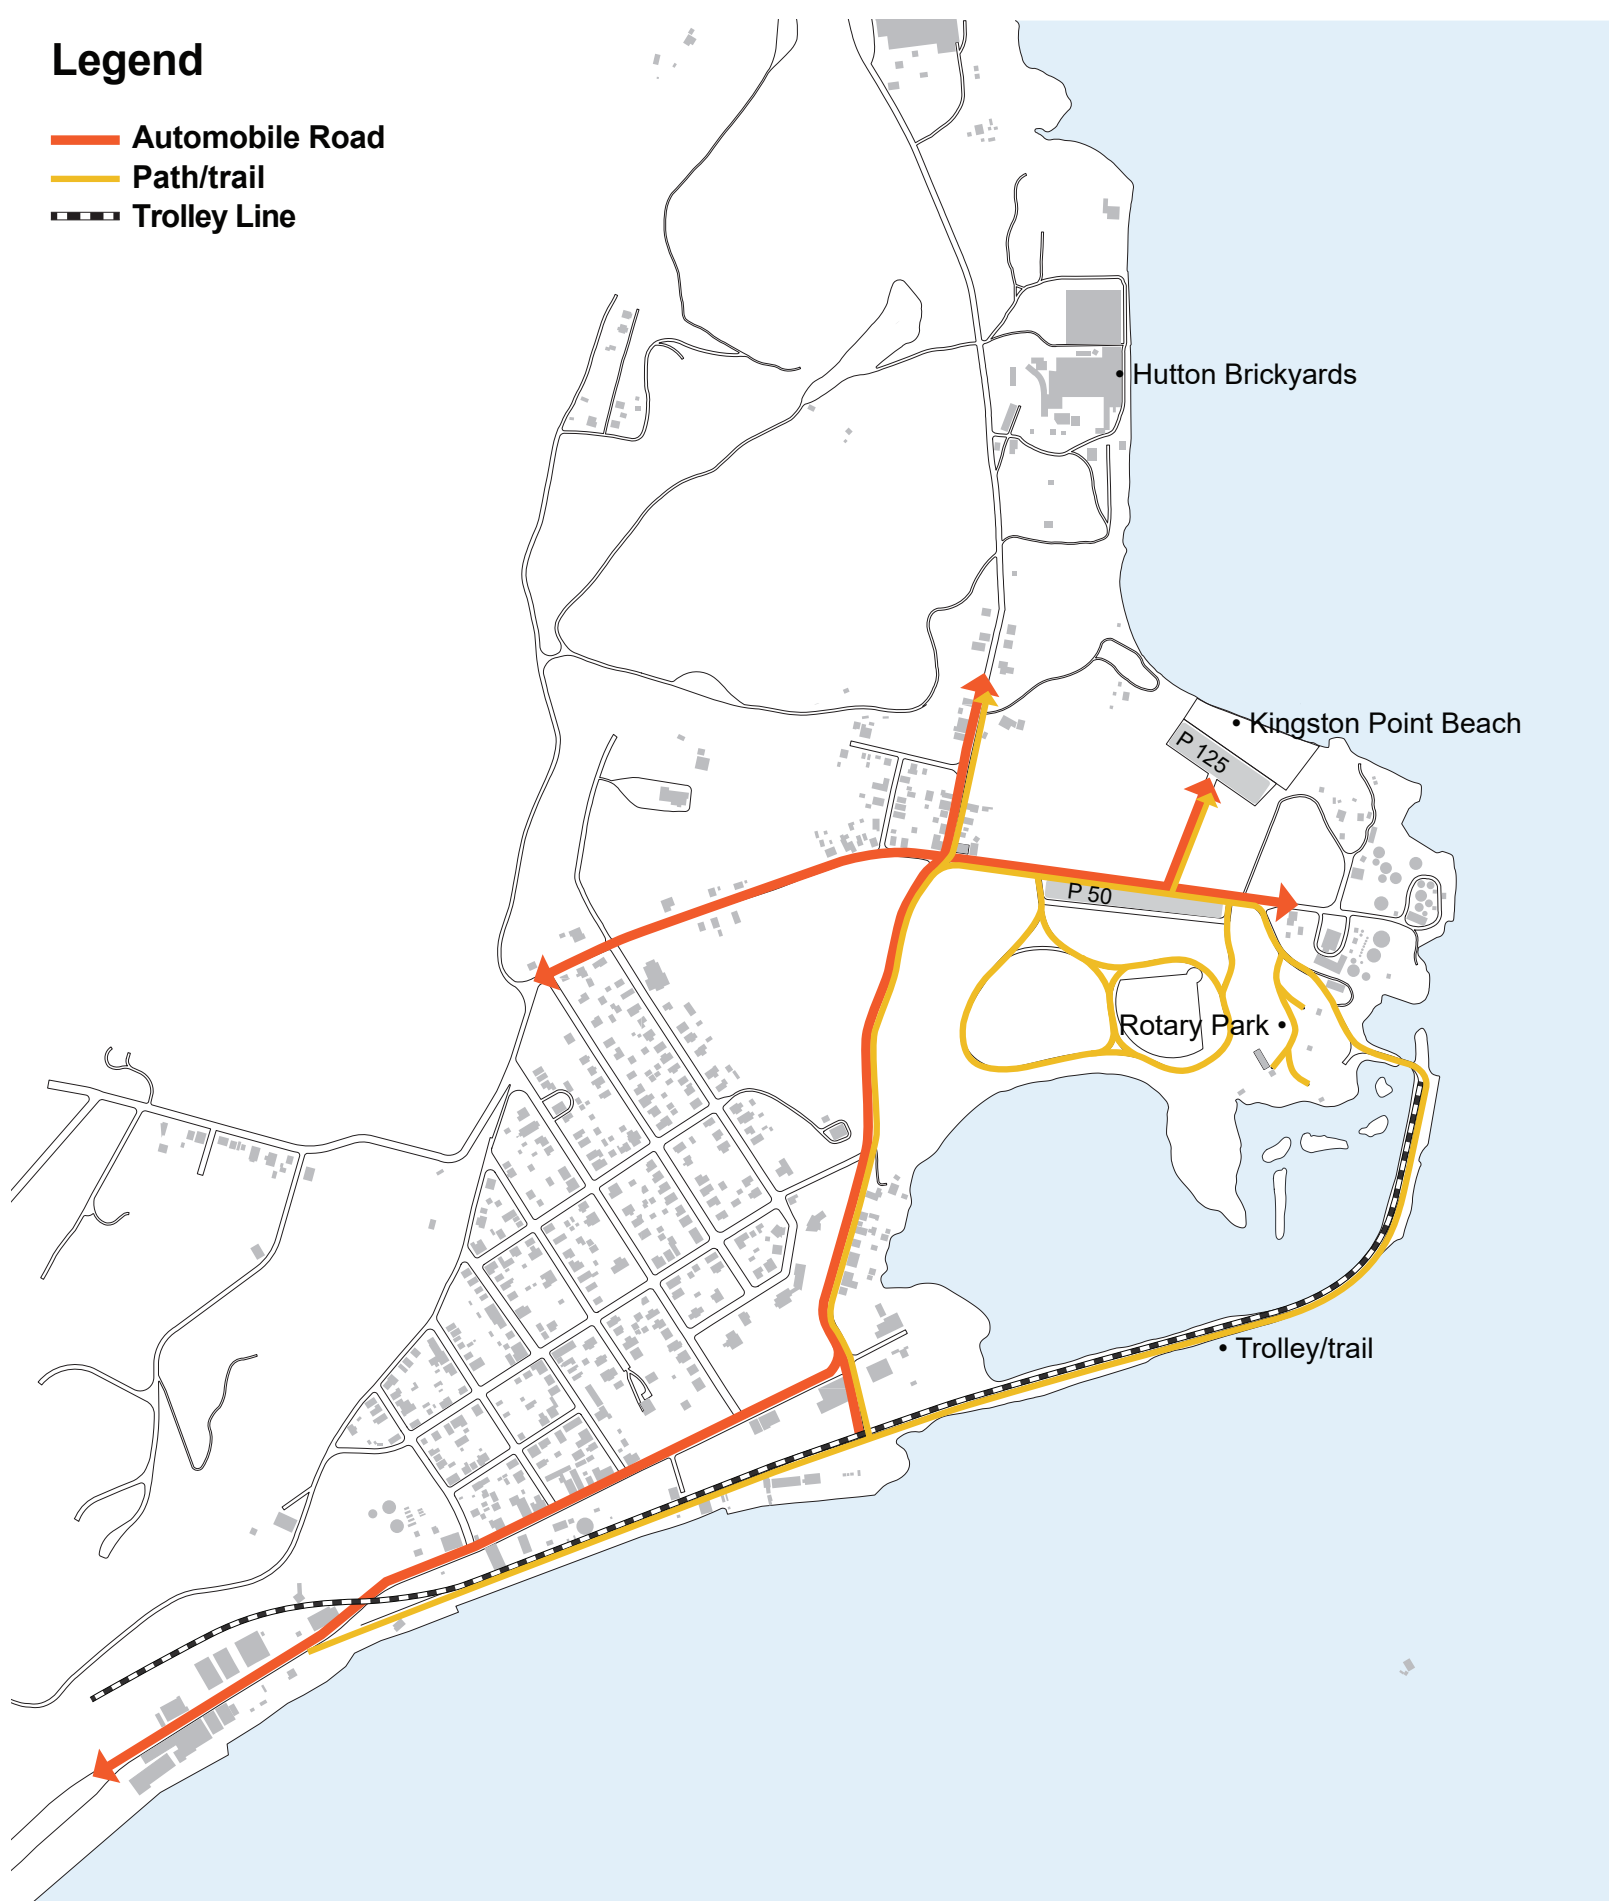 Legend
Automobile Road
Path/trail
Trolley Line
Hutton Brickyards
Kingston Point Beach
P 125
P 50
Rotary Park
Trolley/trail